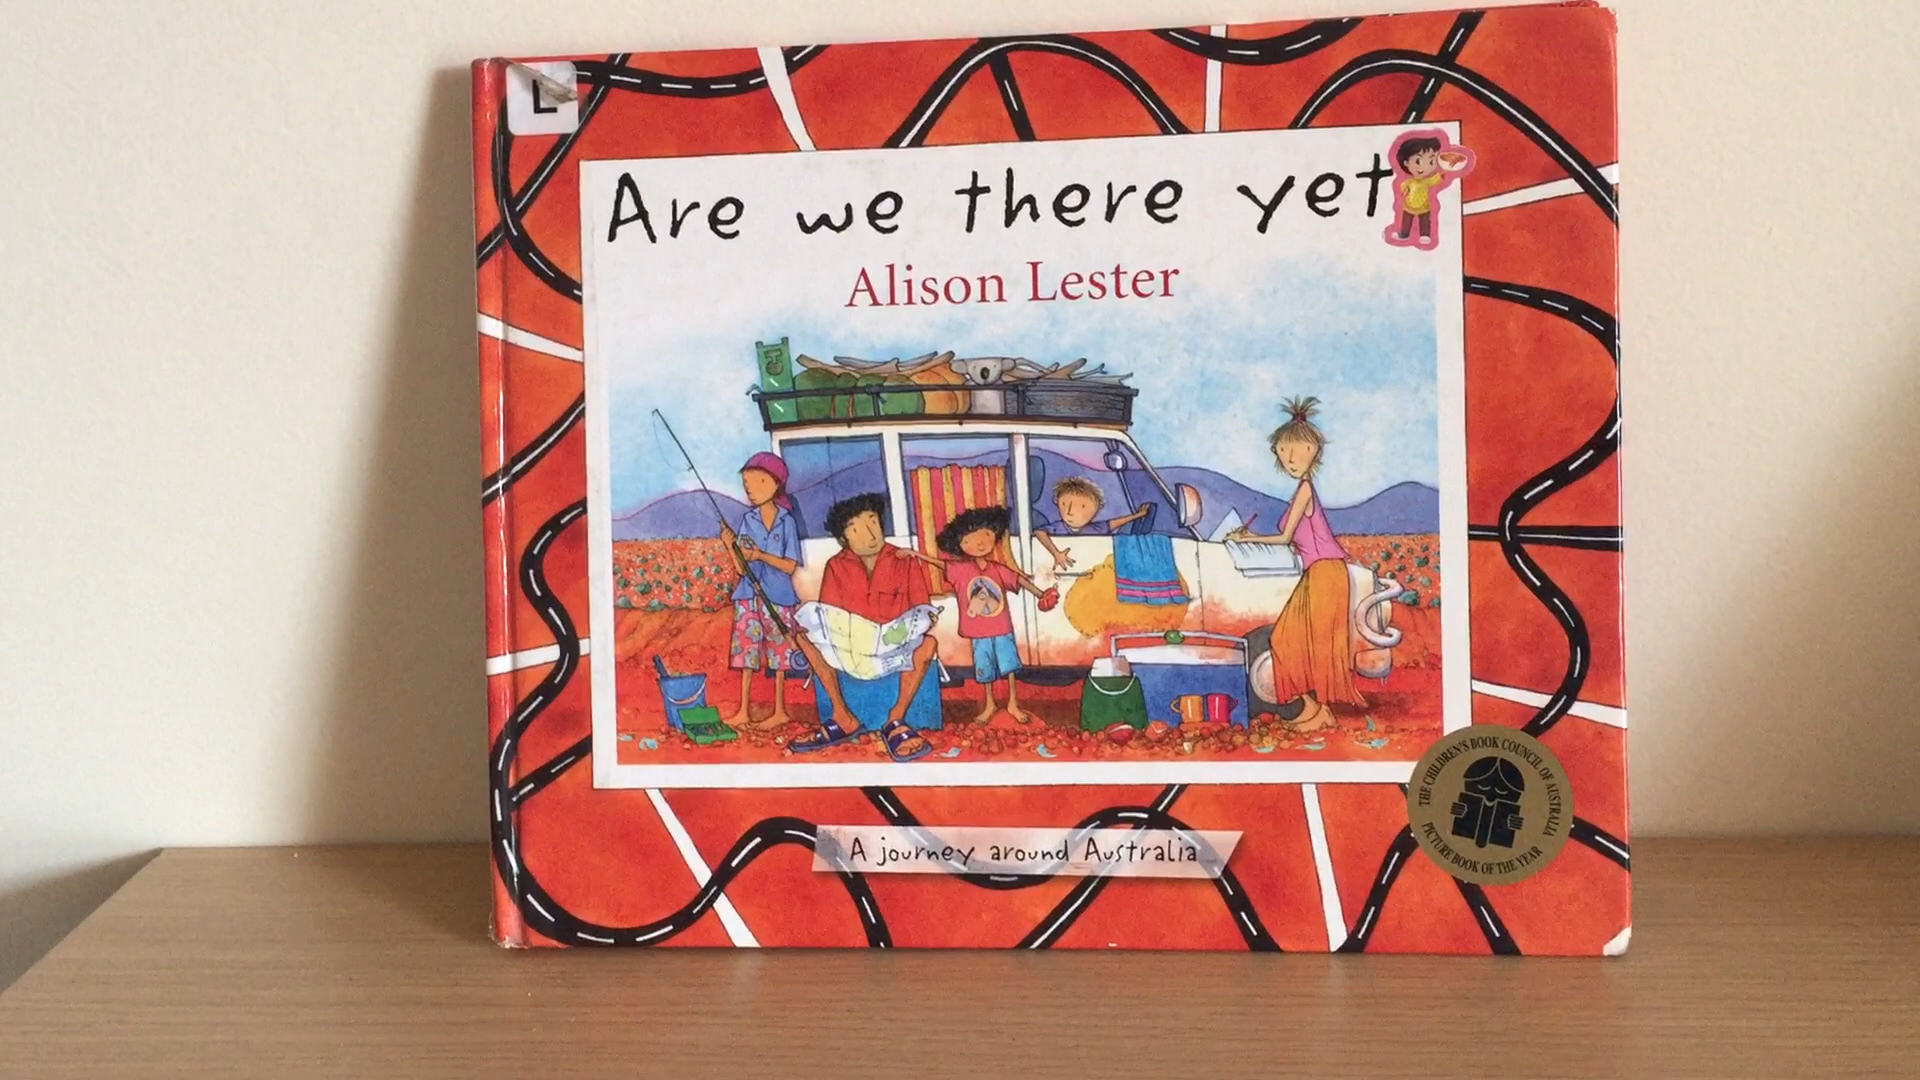 L
Are we there yet
Alison Lester
A journey around Australia
THE CHILDREN'S BOOK COUNCIL OF AUSTRALIA
PICTURE BOOK OF THE YEAR